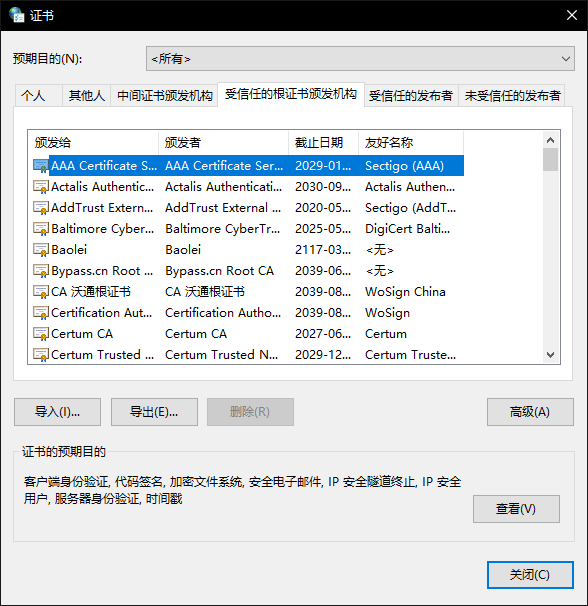 证书
预期目的(N):
<所有>
个人 其他人 中间证书颁发机构 受信任的根证书颁发机构 受信任的发布者 未受信任的发布者
颁发给 颁发者 截止日期 友好名称
AAA Certificate S... AAA Certificate Ser... 2029-01... Sectigo (AAA)
Actalis Authentic... Actalis Authenticati... 2030-09... Actalis Authen...
AddTrust Extern... AddTrust External ... 2020-05... Sectigo (AddT...
Baltimore Cyber... Baltimore CyberTr... 2025-05... DigiCert Balti...
Baolei Baolei 2117-03... <无>
Bypass.cn Root ... Bypass.cn Root CA 2039-06... <无>
CA 沃通根证书 CA 沃通根证书 2039-08... WoSign China
Certification Aut... Certification Autho... 2039-08... WoSign
Certum CA Certum CA 2027-06... Certum
Certum Trusted ... Certum Trusted N... 2029-12... Certum Truste...
导入(I)... 导出(E)... 删除(R) 高级(A)
证书的预期目的
客户端身份验证, 代码签名, 加密文件系统, 安全电子邮件, IP 安全隧道终止, IP 安全
用户, 服务器身份验证, 时间戳
查看(V)
关闭(C)